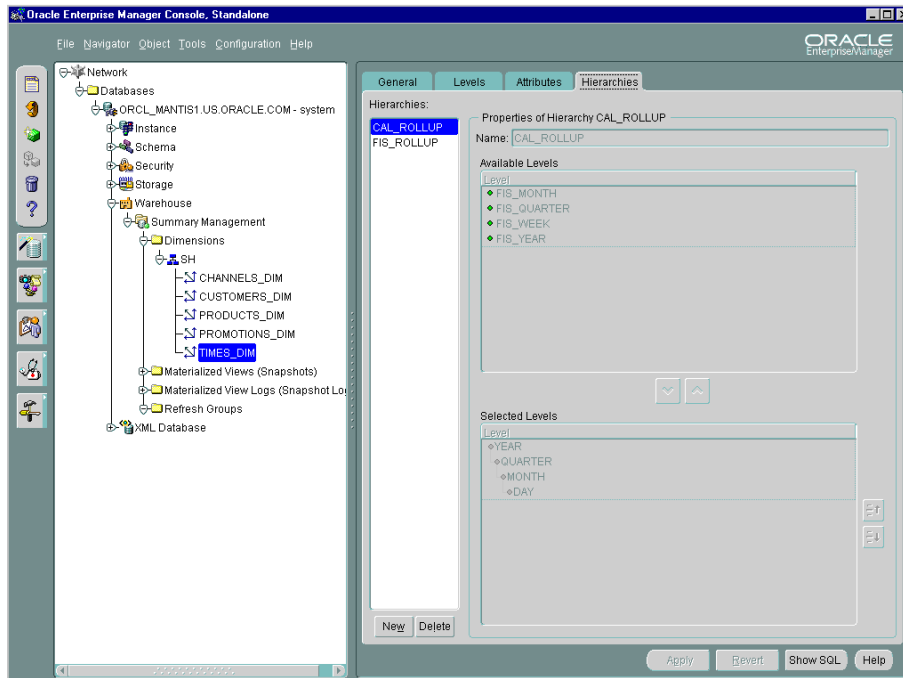 Oracle Enterprise Manager Console, Standalone
File Navigator Object Tools Configuration Help
ORACLE
EnterpriseManager
Network
Databases
ORCL_MANTIS1.US.ORACLE.COM - system
Instance
Schema
Security
Storage
Warehouse
Summary Management
Dimensions
SH
CHANNELS_DIM
CUSTOMERS_DIM
PRODUCTS_DIM
PROMOTIONS_DIM
TIMES_DIM
Materialized Views (Snapshots)
Materialized View Logs (Snapshot Lo
Refresh Groups
XML Database
General Levels Attributes Hierarchies
Hierarchies:
CAL_ROLLUP
FIS_ROLLUP
New Delete
Properties of Hierarchy CAL_ROLLUP
Name: CAL_ROLLUP
Available Levels
Level
FIS_MONTH
FIS_QUARTER
FIS_WEEK
FIS_YEAR
Selected Levels
Level
YEAR
QUARTER
MONTH
DAY
Apply Revert Show SQL Help